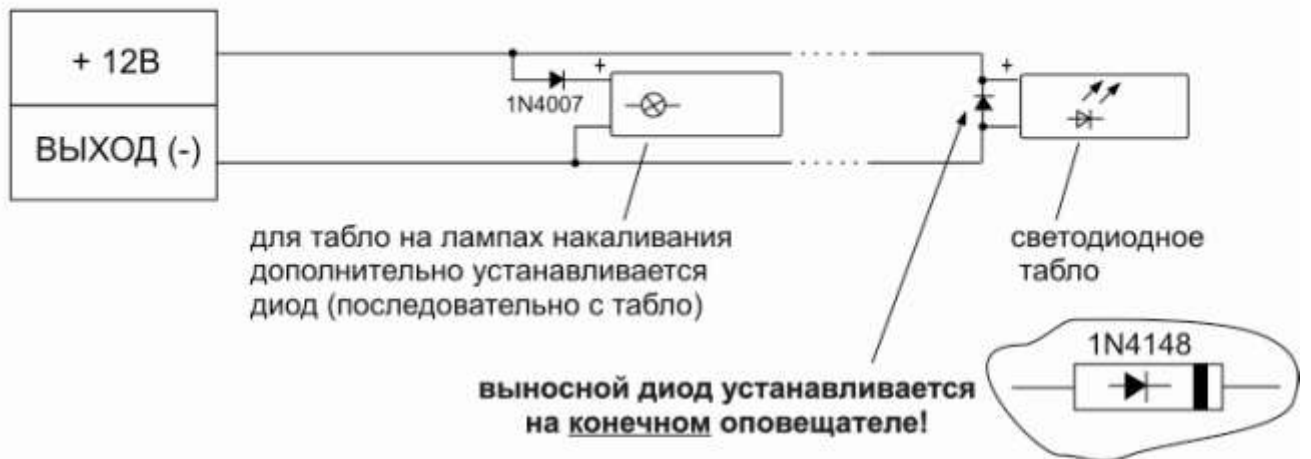 + 12В
ВЫХОД (-)
1N4007
+
+
для табло на лампах накаливания
дополнительно устанавливается
диод (последовательно с табло)
светодиодное
табло
1N4148
выносной диод устанавливается
на конечном оповещателе!